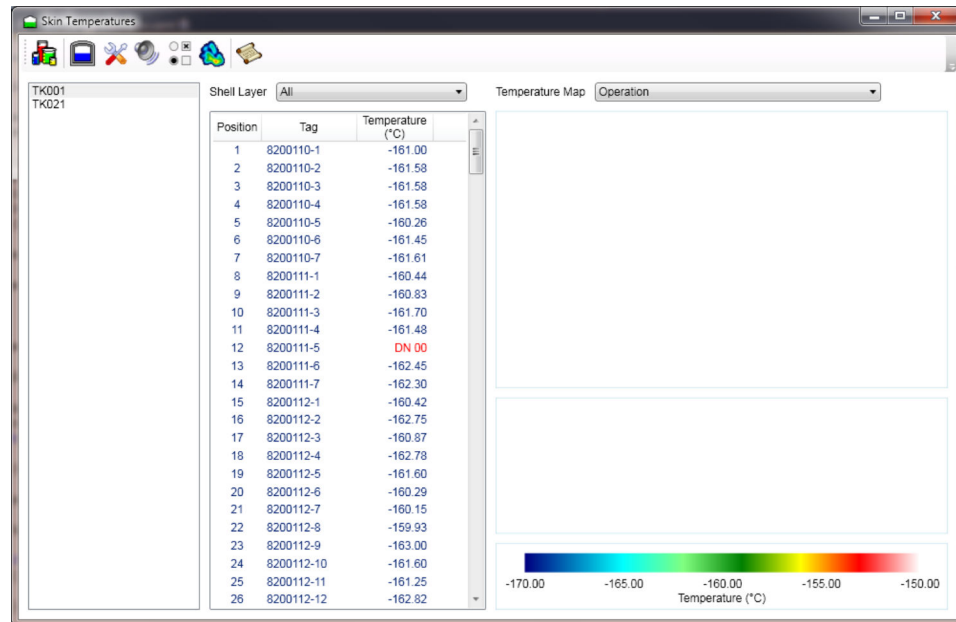 Skin Temperatures
TK001
TK021
Shell Layer All
Temperature Map Operation
Position Tag Temperature (°C)
1 8200110-1 -161.00
2 8200110-2 -161.58
3 8200110-3 -161.58
4 8200110-4 -161.58
5 8200110-5 -160.26
6 8200110-6 -161.45
7 8200110-7 -161.61
8 8200111-1 -160.44
9 8200111-2 -160.83
10 8200111-3 -161.70
11 8200111-4 -161.48
12 8200111-5 DN 00
13 8200111-6 -162.45
14 8200111-7 -162.30
15 8200112-1 -160.42
16 8200112-2 -162.75
17 8200112-3 -160.87
18 8200112-4 -162.78
19 8200112-5 -161.60
20 8200112-6 -160.29
21 8200112-7 -160.15
22 8200112-8 -159.93
23 8200112-9 -163.00
24 8200112-10 -161.60
25 8200112-11 -161.25
26 8200112-12 -162.82
-170.00 -165.00 -160.00 -155.00 -150.00
Temperature (°C)